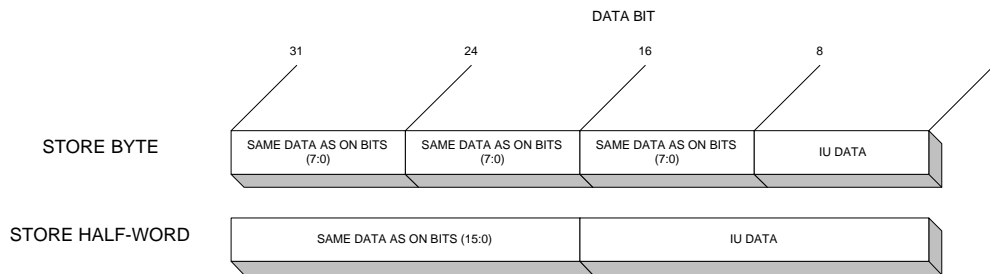 DATA BIT
31 24 16 8
STORE BYTE
SAME DATA AS ON BITS
(7:0)
SAME DATA AS ON BITS
(7:0)
SAME DATA AS ON BITS
(7:0)
IU DATA
STORE HALF-WORD
SAME DATA AS ON BITS (15:0)
IU DATA